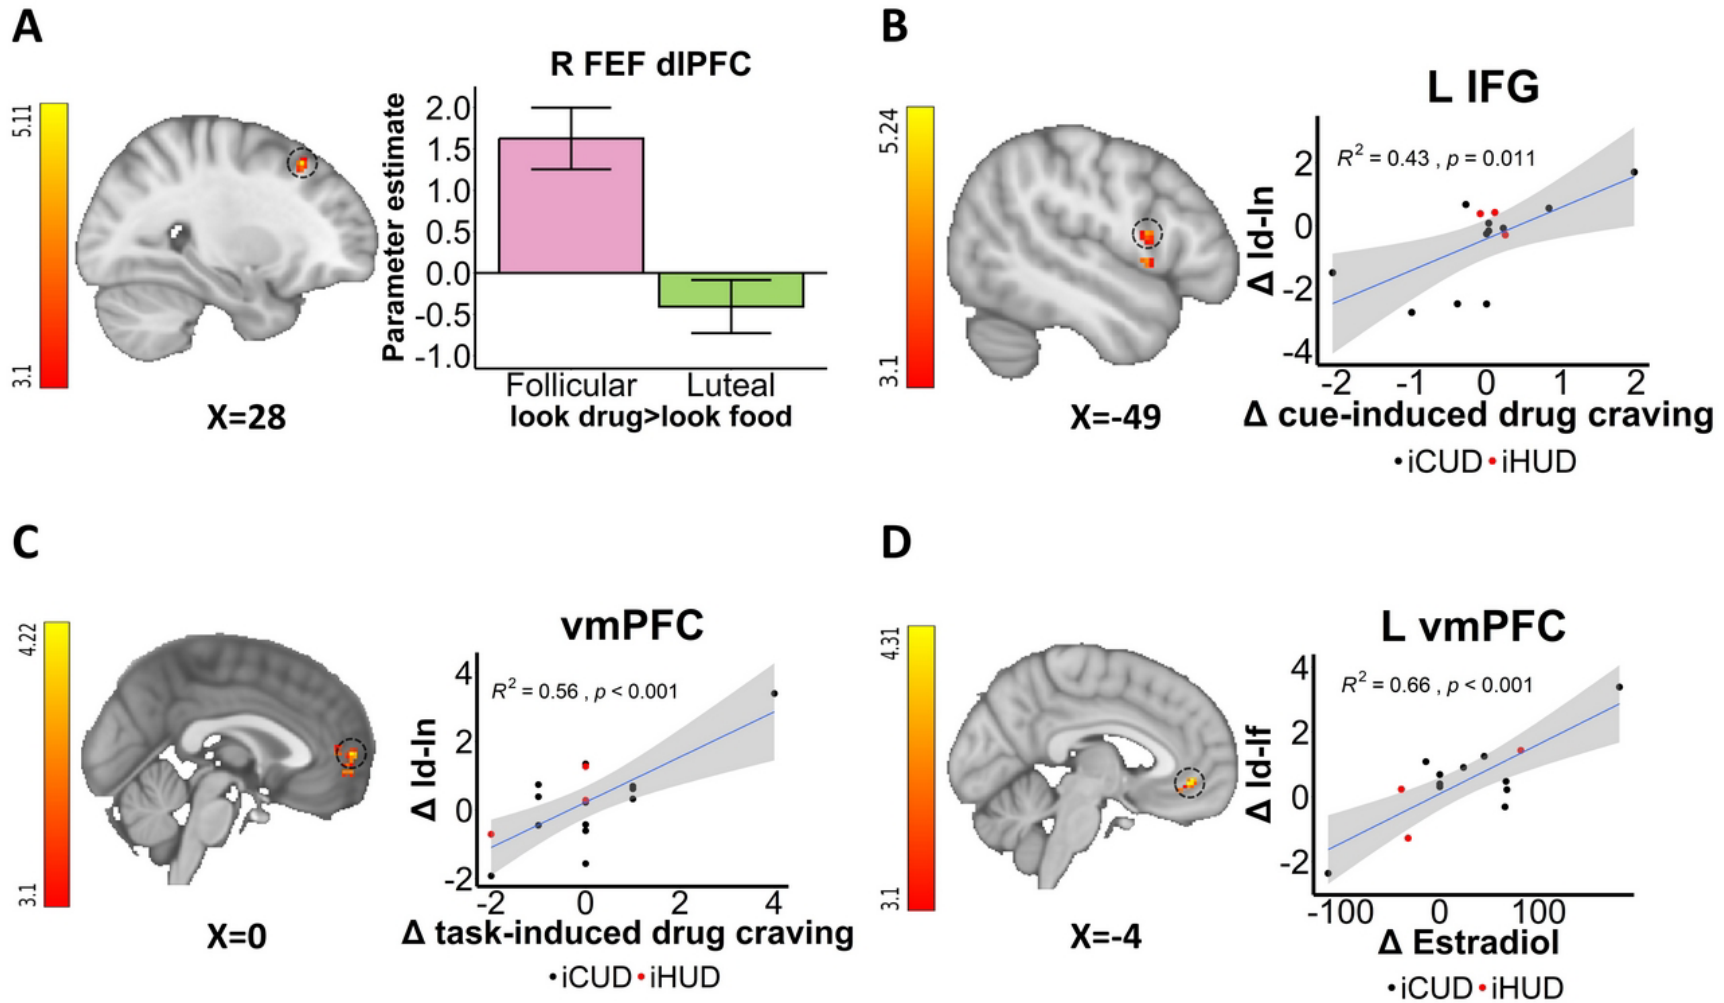 A
R FEF dlPFC
5.11
3.1
X=28
Parameter estimate
2.0
1.5
1.0
0.5
0.0
-0.5
-1.0
Follicular Luteal
look drug>look food
B
L IFG
5.24
3.1
X=-49
R² = 0.43 , p = 0.011
Δ ld-ln
2
0
-2
-4
-2 -1 0 1 2
Δ cue-induced drug craving
•iCUD •iHUD
C
vmPFC
4.22
3.1
X=0
R² = 0.56 , p < 0.001
Δ ld-ln
4
2
0
-2
-2 0 2 4
Δ task-induced drug craving
•iCUD •iHUD
D
L vmPFC
4.31
3.1
X=-4
R² = 0.66 , p < 0.001
Δ ld-lf
4
2
0
-2
-100 0 100
Δ Estradiol
•iCUD •iHUD